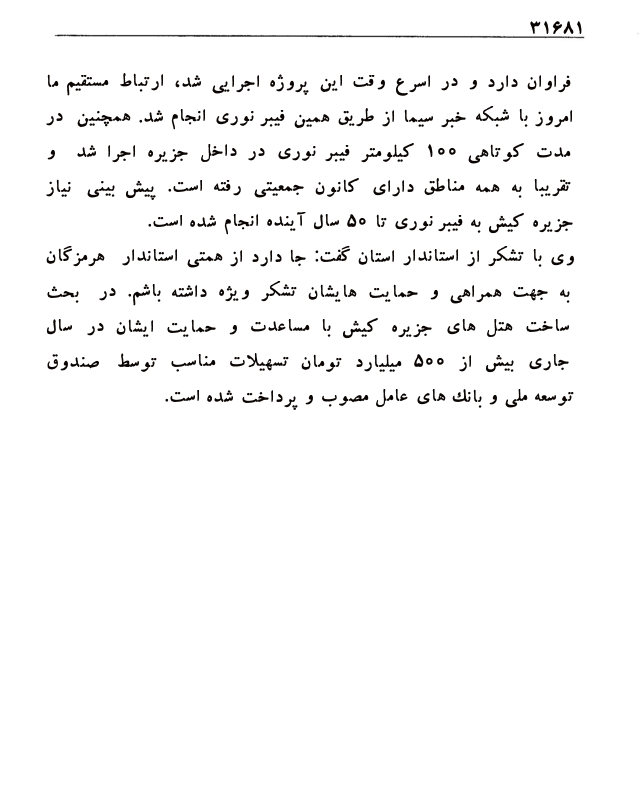 ۳۱۶۸۱
فراوان دارد و در اسرع وقت این پروژه اجرایی شد، ارتباط مستقیم ما
امروز با شبکه خبر سیما از طریق همین فیبر نوری انجام شد. همچنین در
مدت کوتاهی ۱۰۰ کیلومتر فیبر نوری در داخل جزیره اجرا شد و
تقریبا به همه مناطق دارای کانون جمعیتی رفته است. پیش بینی نیاز
جزیره کیش به فیبر نوری تا ۵۰ سال آینده انجام شده است.
وی با تشکر از استاندار استان گفت: جا دارد از همتی استاندار هرمزگان
به جهت همراهی و حمایت هایشان تشکر ویژه داشته باشم. در بحث
ساخت هتل های جزیره کیش با مساعدت و حمایت ایشان در سال
جاری بیش از ۵۰۰ میلیارد تومان تسهیلات مناسب توسط صندوق
توسعه ملی و بانك های عامل مصوب و پرداخت شده است.